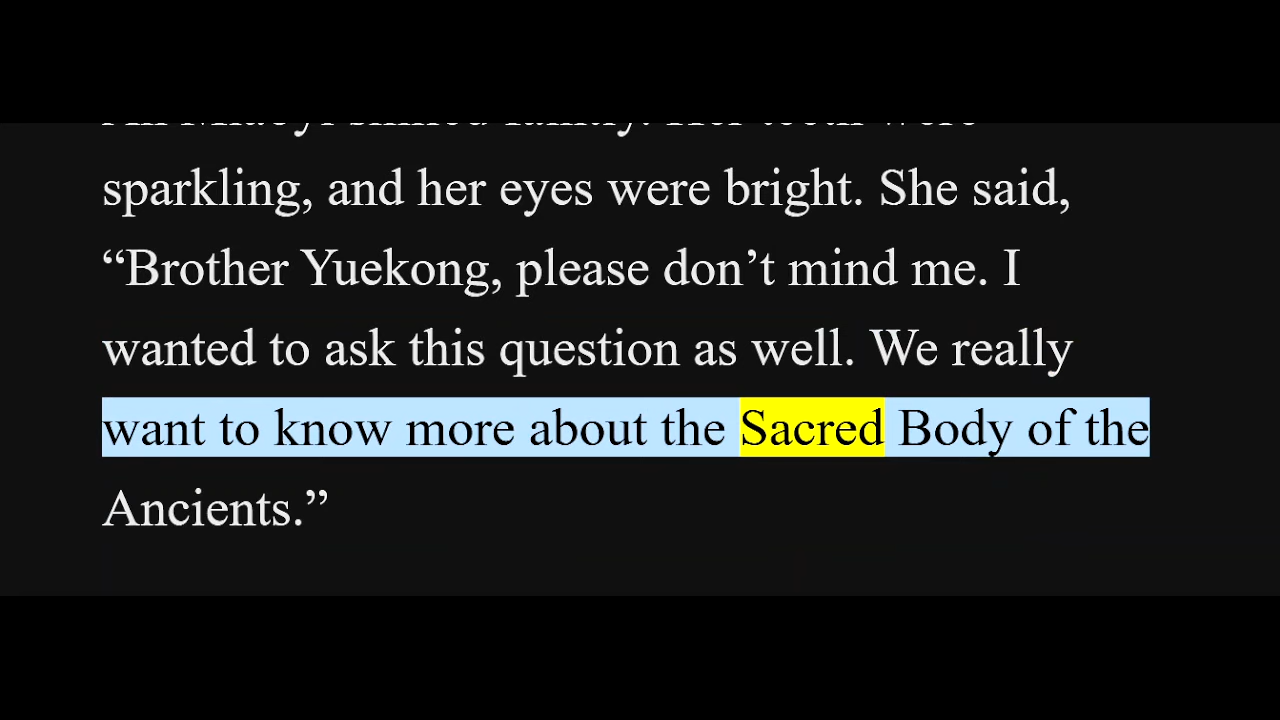 sparkling, and her eyes were bright. She said,
“Brother Yuekong, please don’t mind me. I
wanted to ask this question as well. We really
want to know more about the Sacred Body of the
Ancients.”